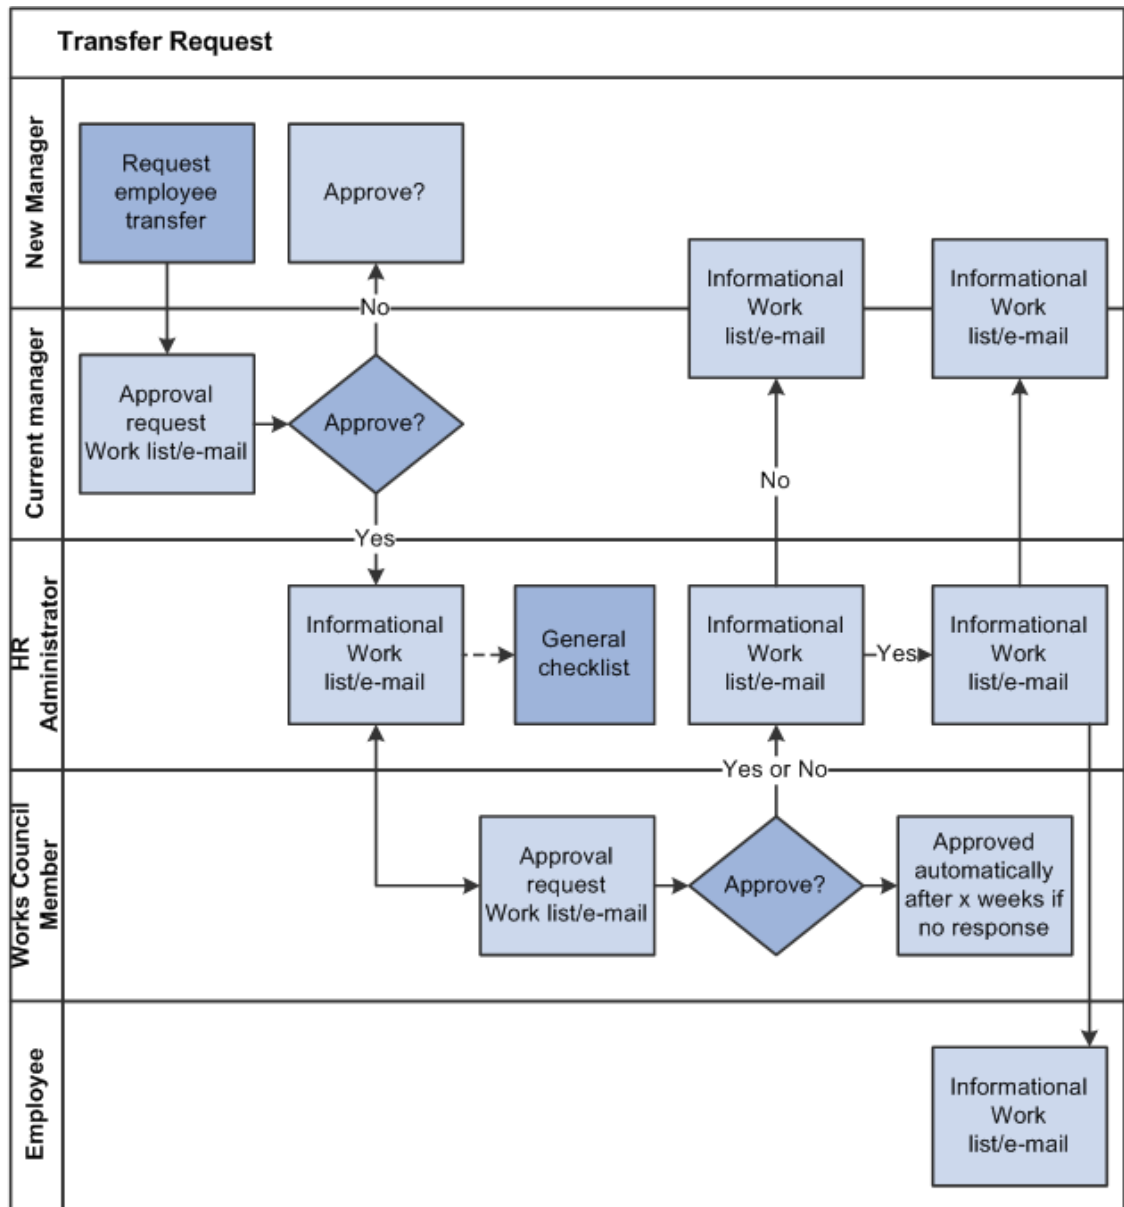 Transfer Request
New Manager
Request
employee
transfer
Approve?
Informational
Work
list/e-mail
Informational
Work
list/e-mail
No
Current manager
Approval
request
Work list/e-mail
Approve?
No
Yes
HR
Administrator
Informational
Work
list/e-mail
General
checklist
Informational
Work
list/e-mail
Yes
Informational
Work
list/e-mail
Yes or No
Works Council
Member
Approval
request
Work list/e-mail
Approve?
Approved
automatically
after x weeks if
no response
Employee
Informational
Work
list/e-mail